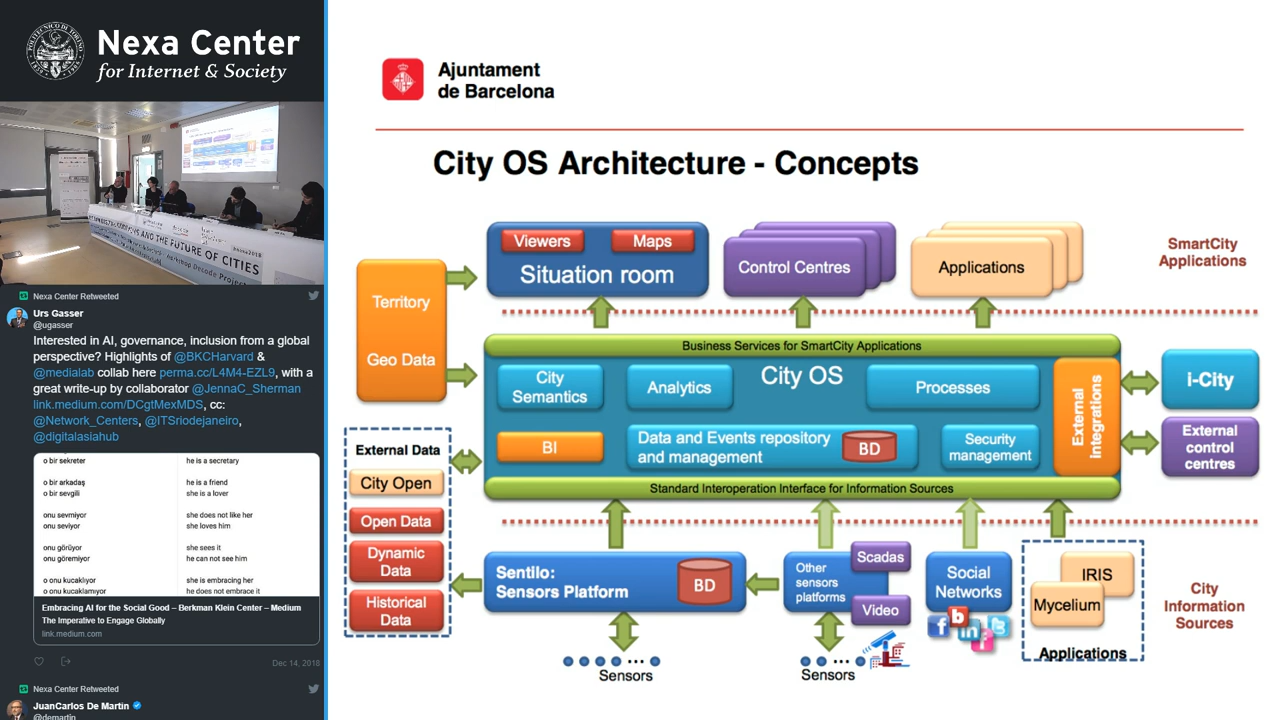 Nexa Center
for Internet & Society
AND THE FUTURE OF CITIES
Nexa Center Retweeted
Urs Gasser
@ugasser
Interested in AI, governance, inclusion from a global
perspective? Highlights of @BKCHarvard &
@medialab collab here perma.cc/L4M4-EZL9, with a
great write-up by collaborator @JennaC_Sherman
link.medium.com/DCgtMexMDS, cc:
@Network_Centers, @ITSriodejaneiro,
@digitalasiahub
o bir sekreter he is a secretary
o bir arkadaş he is a friend
o bir sevgili she is a lover
onu sevmiyor she does not like her
onu seviyor she loves him
onu görüyor she sees it
onu göremiyor he can not see him
o onu kucaklıyor she is embracing her
o onu kucaklamıyor he does not embrace it
Embracing AI for the Social Good – Berkman Klein Center – Medium
The Imperative to Engage Globally
link.medium.com
Dec 14, 2018
Nexa Center Retweeted
JuanCarlos De Martin
@demartin
Ajuntament
de Barcelona
City OS Architecture - Concepts
Territory
Geo Data
Viewers
Maps
Situation room
Control Centres
Applications
SmartCity
Applications
Business Services for SmartCity Applications
City
Semantics
Analytics
City OS
Processes
External
integrations
i-City
BI
Data and Events repository
and management
BD
Security
management
External
control
centres
Standard Interoperation Interface for Information Sources
External Data
City Open
Open Data
Dynamic
Data
Historical
Data
Sentilo:
Sensors Platform
BD
Other
sensors
platforms
Scadas
Video
Social
Networks
IRIS
Mycelium
Applications
City
Information
Sources
Sensors
Sensors